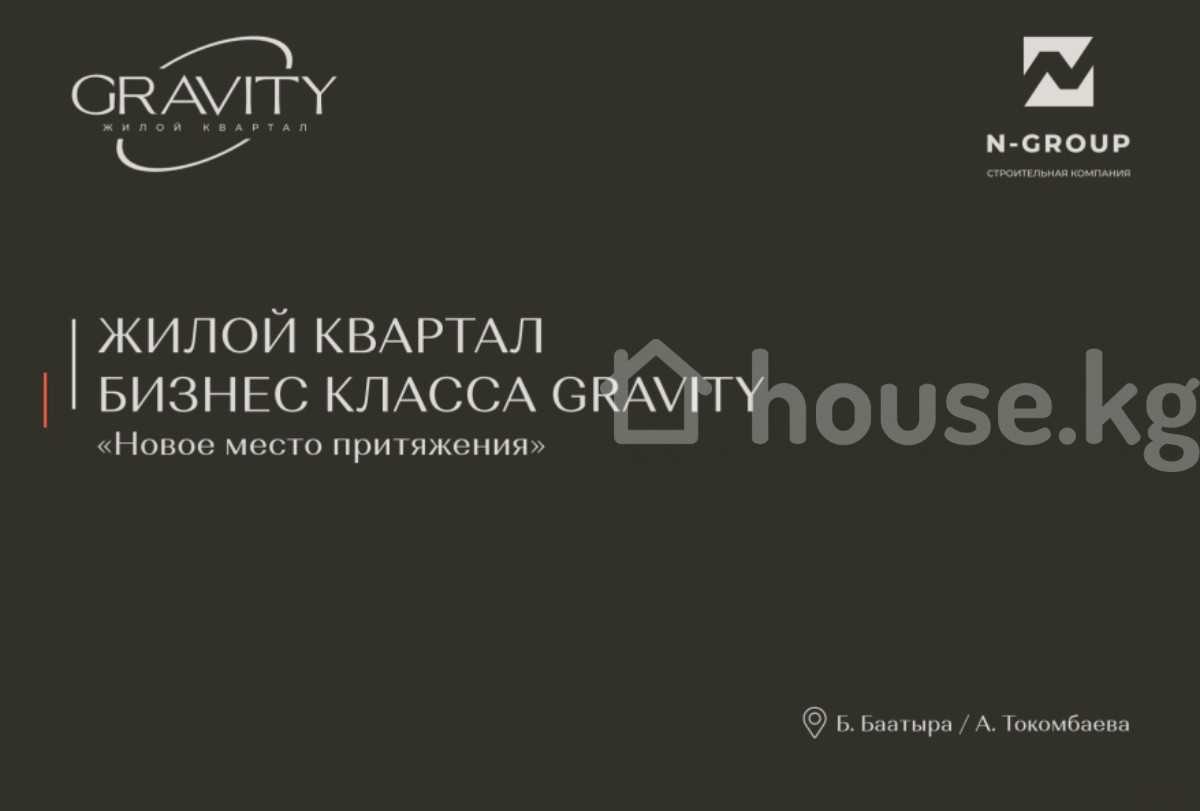 GRAVITY
ЖИЛОЙ КВАРТАЛ
N-GROUP
СТРОИТЕЛЬНАЯ КОМПАНИЯ
ЖИЛОЙ КВАРТАЛ
БИЗНЕС КЛАССА GRAVITY
«Новое место притяжения»
house.kg
Б. Баатыра / А. Токомбаева